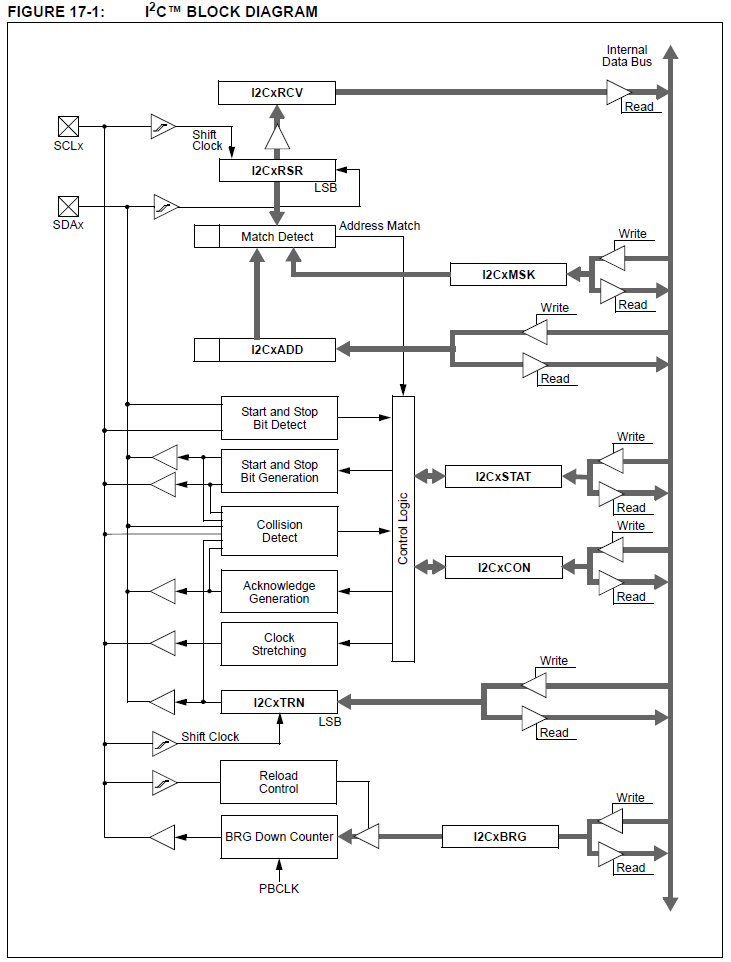 FIGURE 17-1: I2C™ BLOCK DIAGRAM
Internal
Data Bus
I2CxRCV
Read
SCLx
Shift
Clock
I2CxRSR
LSB
SDAx
Match Detect
Address Match
Write
I2CxMSK
Read
Write
I2CxADD
Read
Start and Stop
Bit Detect
Write
Start and Stop
Bit Generation
I2CxSTAT
Read
Control Logic
Write
Collision
Detect
I2CxCON
Read
Acknowledge
Generation
Clock
Stretching
Write
I2CxTRN
LSB
Read
Shift Clock
Reload
Control
Write
BRG Down Counter
I2CxBRG
Read
PBCLK